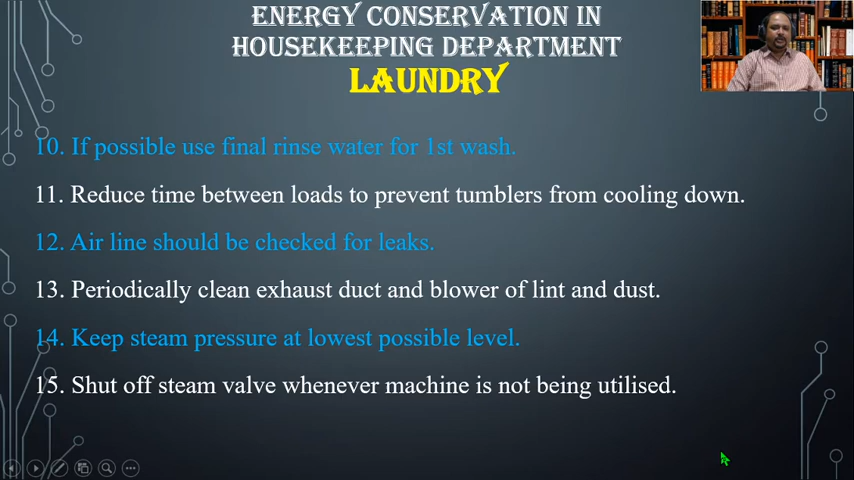 ENERGY CONSERVATION IN
HOUSEKEEPING DEPARTMENT
LAUNDRY
10. If possible use final rinse water for 1st wash.
11. Reduce time between loads to prevent tumblers from cooling down.
12. Air line should be checked for leaks.
13. Periodically clean exhaust duct and blower of lint and dust.
14. Keep steam pressure at lowest possible level.
15. Shut off steam valve whenever machine is not being utilised.